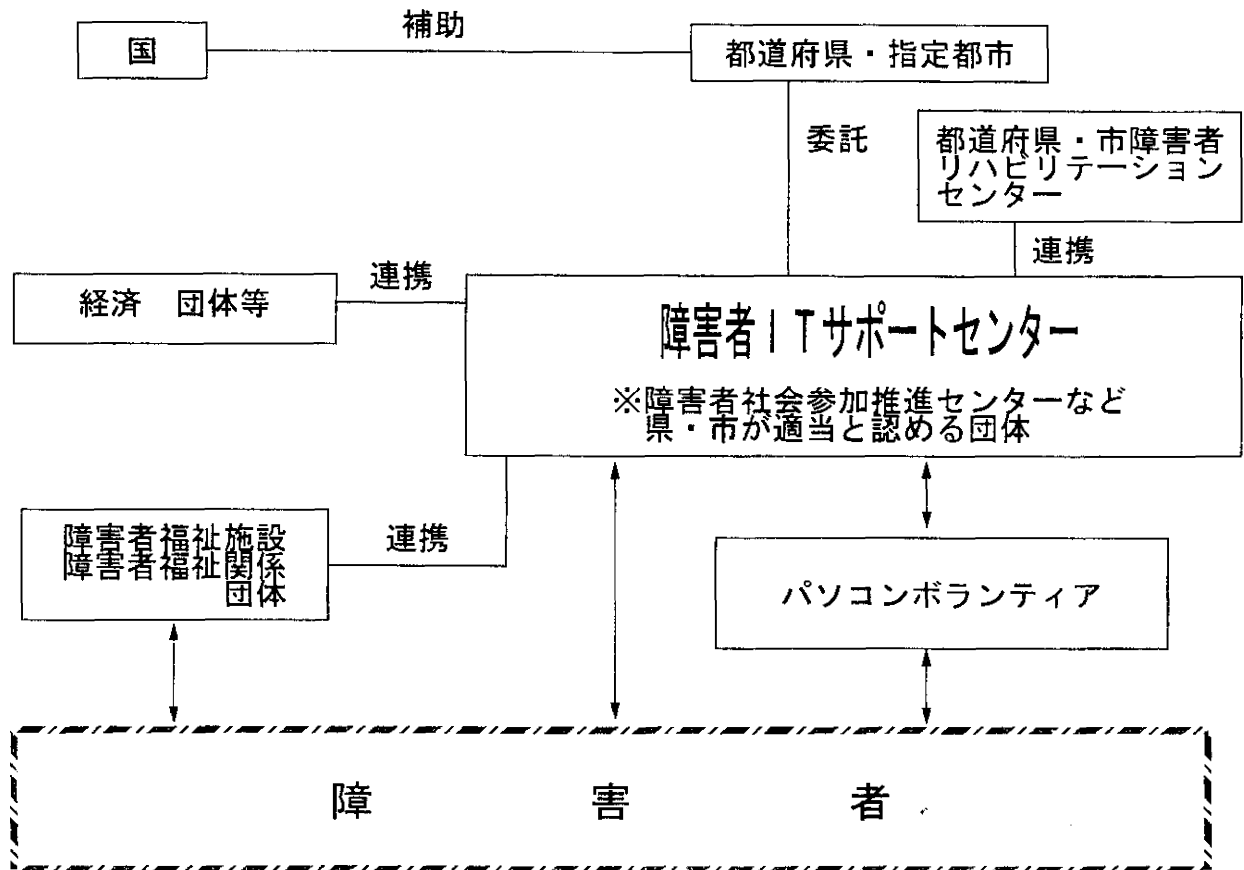 補助
国
都道府県・指定都市
委託
都道府県・市障害者
リハビリテーション
センター
連携
連携
経済　団体等
障害者ＩＴサポートセンター
※障害者社会参加推進センターなど
県・市が適当と認める団体
障害者福祉施設
障害者福祉関係
団体
連携
パソコンボランティア
障　害　者